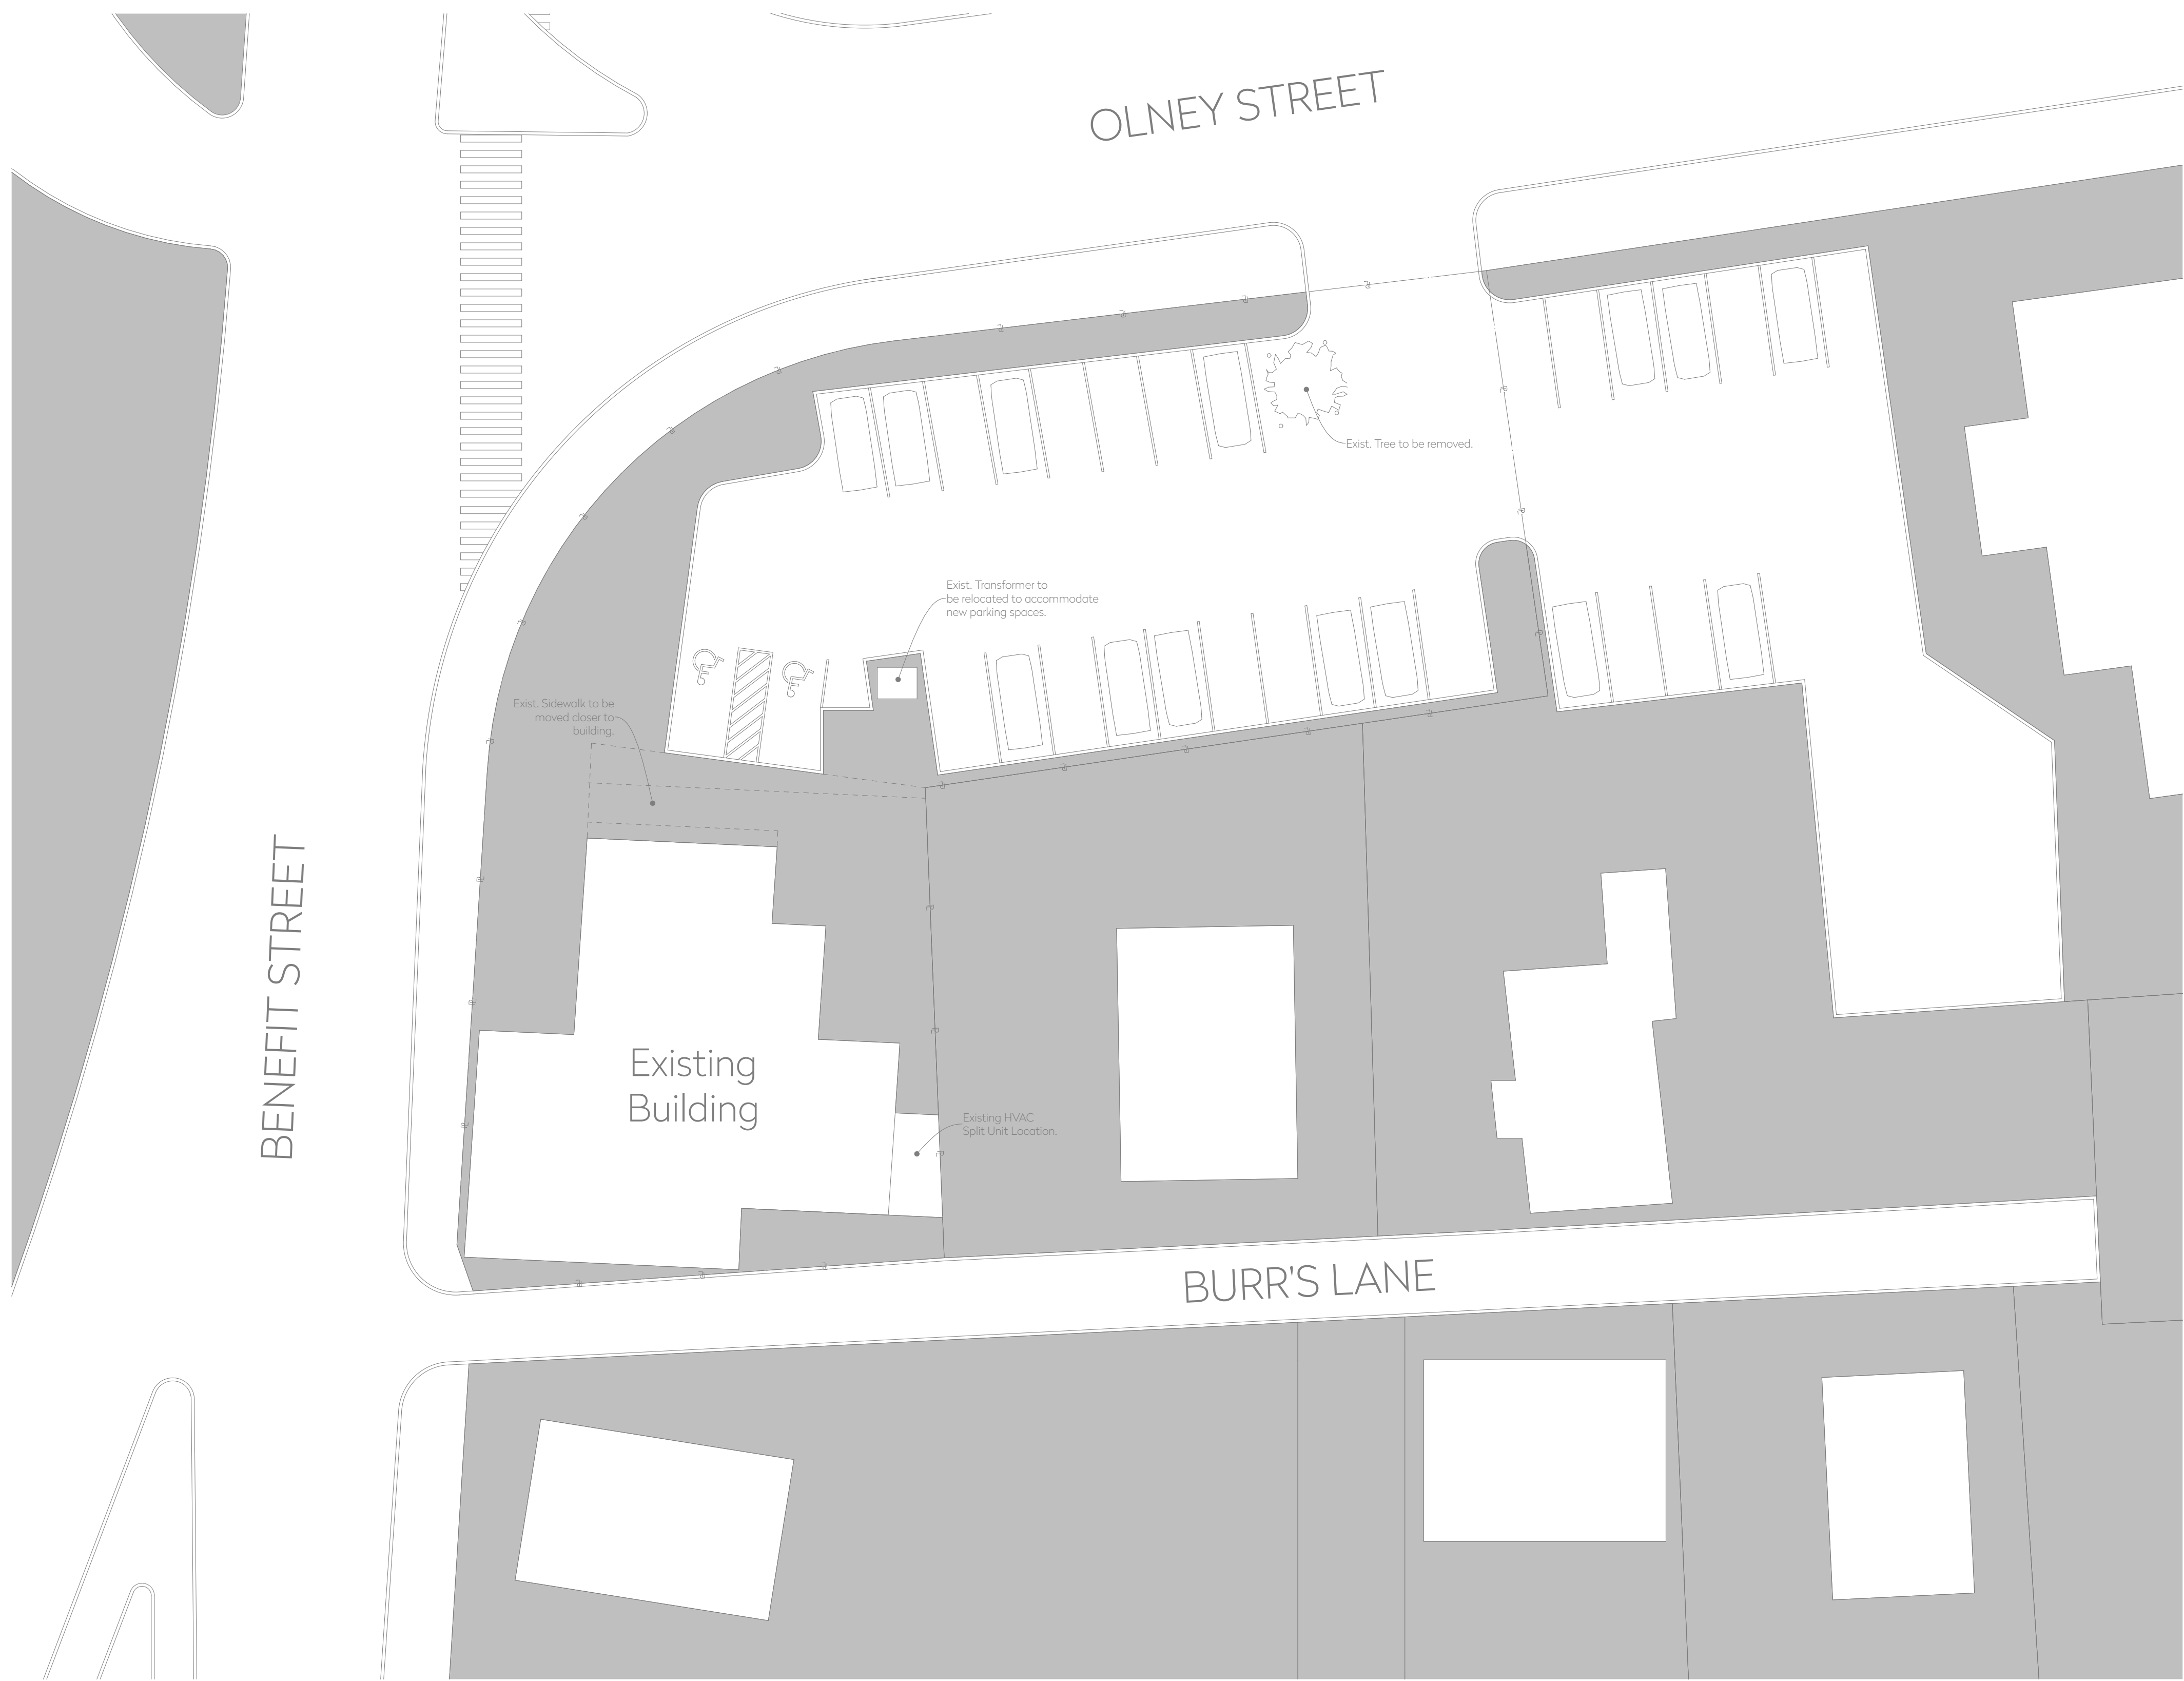 OLNEY STREET
Exist. Tree to be removed.
Exist. Transformer to
be relocated to accommodate
new parking spaces.
Exist. Sidewalk to be
moved closer to
building.
BENEFIT STREET
Existing
Building
Existing HVAC
Split Unit Location.
BURR'S LANE